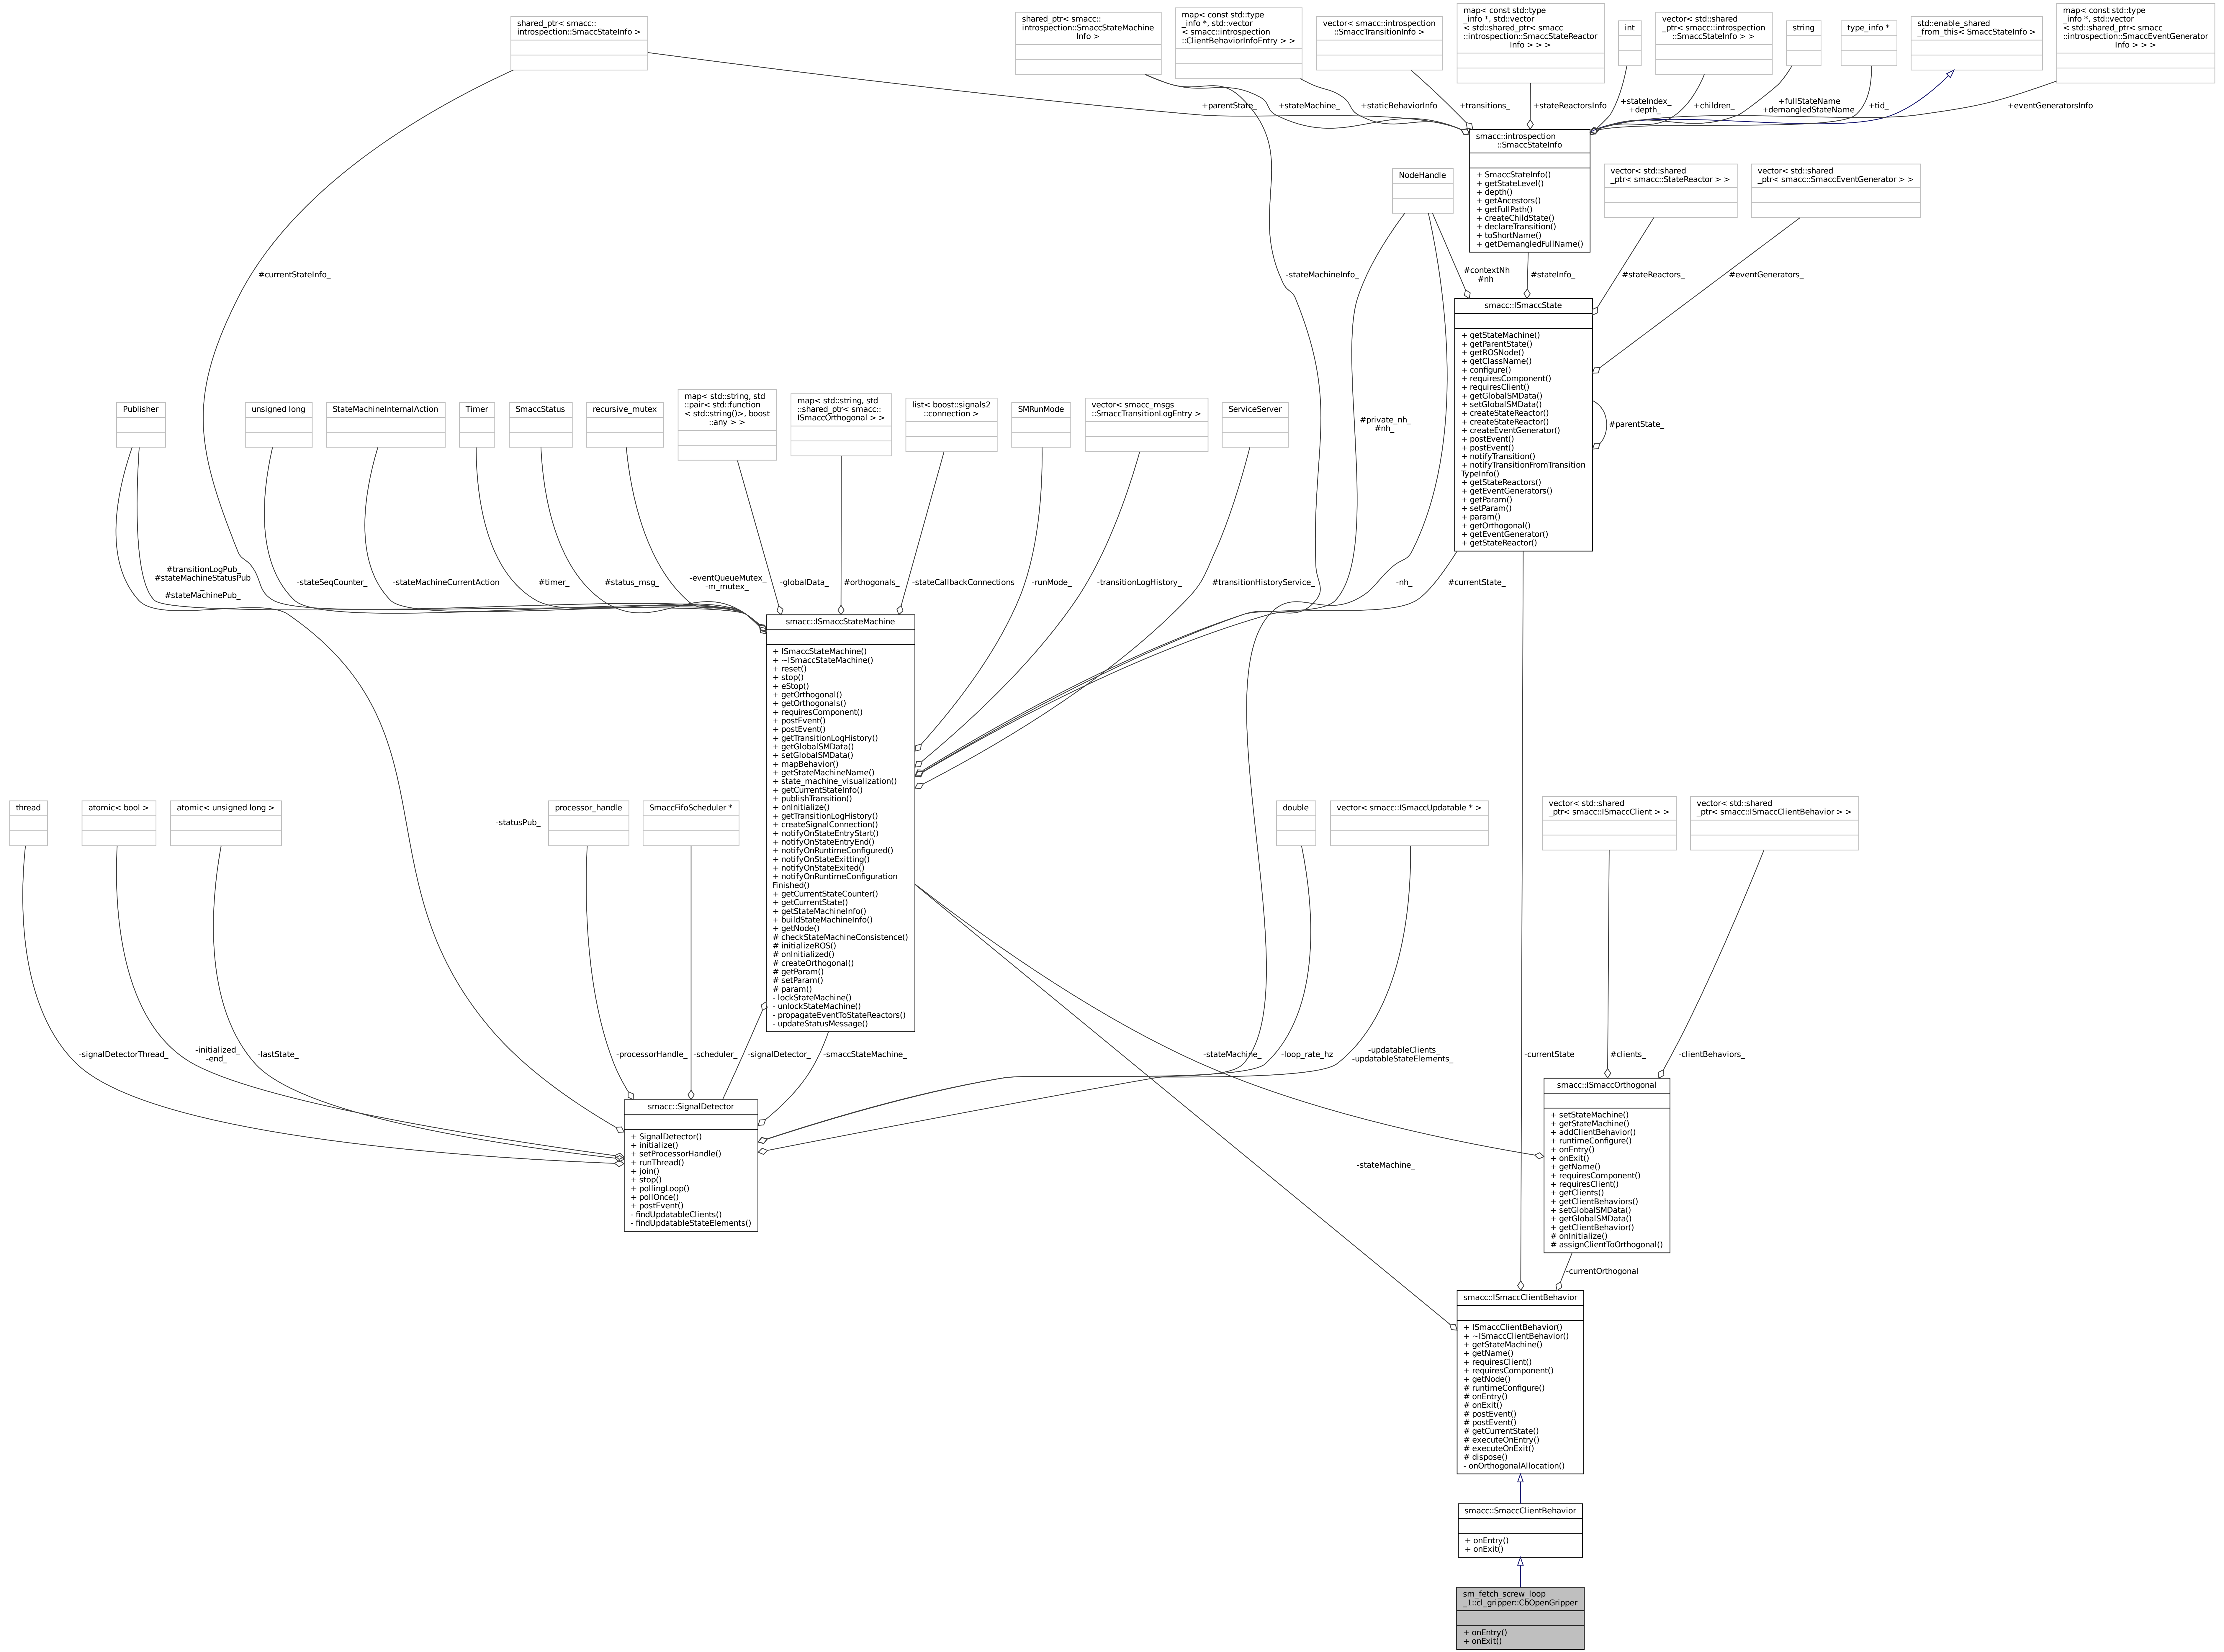 shared_ptr< smacc::
introspection::SmaccStateInfo >
shared_ptr< smacc::
introspection::SmaccStateMachine
Info >
map< const std::type
_info *, std::vector
< smacc::introspection
::ClientBehaviorInfoEntry > >
vector< smacc::introspection
::SmaccTransitionInfo >
map< const std::type
_info *, std::vector
< std::shared_ptr< smacc
::introspection::SmaccStateReactor
Info > > >
int
vector< std::shared
_ptr< smacc::introspection
::SmaccStateInfo > >
string
type_info *
std::enable_shared
_from_this< SmaccStateInfo >
map< const std::type
_info *, std::vector
< std::shared_ptr< smacc
::introspection::SmaccEventGenerator
Info > > >
+parentState_
+stateMachine_
+staticBehaviorInfo
+transitions_
+stateReactorsInfo
+stateIndex_
+depth_
+children_
+fullStateName
+demangledStateName
+tid_
+eventGeneratorsInfo
smacc::introspection
::SmaccStateInfo
+ SmaccStateInfo()
+ getStateLevel()
+ depth()
+ getAncestors()
+ getFullPath()
+ createChildState()
+ declareTransition()
+ toShortName()
+ getDemangledFullName()
NodeHandle
vector< std::shared
_ptr< smacc::StateReactor > >
vector< std::shared
_ptr< smacc::SmaccEventGenerator > >
#currentStateInfo_
-stateMachineInfo_
#contextNh
#nh
#stateInfo_
#stateReactors_
#eventGenerators_
smacc::ISmaccState
+ getStateMachine()
+ getParentState()
+ getROSNode()
+ getClassName()
+ configure()
+ requiresComponent()
+ requiresClient()
+ getGlobalSMData()
+ setGlobalSMData()
+ createStateReactor()
+ createStateReactor()
+ createEventGenerator()
+ postEvent()
+ postEvent()
+ notifyTransition()
+ notifyTransitionFromTransition
TypeInfo()
+ getStateReactors()
+ getEventGenerators()
+ getParam()
+ setParam()
+ param()
+ getOrthogonal()
+ getEventGenerator()
+ getStateReactor()
#parentState_
Publisher
unsigned long
StateMachineInternalAction
Timer
SmaccStatus
recursive_mutex
map< std::string, std
::pair< std::function
< std::string()>, boost
::any > >
map< std::string, std
::shared_ptr< smacc::
ISmaccOrthogonal > >
list< boost::signals2
::connection >
SMRunMode
vector< smacc_msgs
::SmaccTransitionLogEntry >
ServiceServer
#private_nh_
#nh_
#transitionLogPub_
#stateMachineStatusPub
_
#stateMachinePub_
-stateSeqCounter_
-stateMachineCurrentAction
#timer_
#status_msg_
-eventQueueMutex_
-m_mutex_
-globalData_
#orthogonals_
-stateCallbackConnections
-runMode_
-transitionLogHistory_
#transitionHistoryService_
-nh_
#currentState_
smacc::ISmaccStateMachine
+ ISmaccStateMachine()
+ ~ISmaccStateMachine()
+ reset()
+ stop()
+ eStop()
+ getOrthogonal()
+ getOrthogonals()
+ requiresComponent()
+ postEvent()
+ postEvent()
+ getTransitionLogHistory()
+ getGlobalSMData()
+ setGlobalSMData()
+ mapBehavior()
+ getStateMachineName()
+ state_machine_visualization()
+ getCurrentStateInfo()
+ publishTransition()
+ onInitialize()
+ getTransitionLogHistory()
+ createSignalConnection()
+ notifyOnStateEntryStart()
+ notifyOnStateEntryEnd()
+ notifyOnRuntimeConfigured()
+ notifyOnStateExitting()
+ notifyOnStateExited()
+ notifyOnRuntimeConfiguration
Finished()
+ getCurrentStateCounter()
+ getCurrentState()
+ getStateMachineInfo()
+ buildStateMachineInfo()
+ getNode()
# checkStateMachineConsistence()
# initializeROS()
# onInitialized()
# createOrthogonal()
# getParam()
# setParam()
# param()
- lockStateMachine()
- unlockStateMachine()
- propagateEventToStateReactors()
- updateStatusMessage()
thread
atomic< bool >
atomic< unsigned long >
-statusPub_
processor_handle
SmaccFifoScheduler *
double
vector< smacc::ISmaccUpdatable * >
vector< std::shared
_ptr< smacc::ISmaccClient > >
vector< std::shared
_ptr< smacc::ISmaccClientBehavior > >
-signalDetectorThread_
-initialized_
-end_
-lastState_
-processorHandle_
-scheduler_
-signalDetector_
-smaccStateMachine_
-stateMachine_
-loop_rate_hz
-updatableClients_
-updatableStateElements_
-currentState
#clients_
-clientBehaviors_
smacc::SignalDetector
+ SignalDetector()
+ initialize()
+ setProcessorHandle()
+ runThread()
+ join()
+ stop()
+ pollingLoop()
+ pollOnce()
+ postEvent()
- findUpdatableClients()
- findUpdatableStateElements()
smacc::ISmaccOrthogonal
+ setStateMachine()
+ getStateMachine()
+ addClientBehavior()
+ runtimeConfigure()
+ onEntry()
+ onExit()
+ getName()
+ requiresComponent()
+ requiresClient()
+ getClients()
+ getClientBehaviors()
+ setGlobalSMData()
+ getGlobalSMData()
+ getClientBehavior()
# onInitialize()
# assignClientToOrthogonal()
-stateMachine_
-currentOrthogonal
smacc::ISmaccClientBehavior
+ ISmaccClientBehavior()
+ ~ISmaccClientBehavior()
+ getStateMachine()
+ getName()
+ requiresClient()
+ requiresComponent()
+ getNode()
# runtimeConfigure()
# onEntry()
# onExit()
# postEvent()
# postEvent()
# getCurrentState()
# executeOnEntry()
# executeOnExit()
# dispose()
- onOrthogonalAllocation()
smacc::SmaccClientBehavior
+ onEntry()
+ onExit()
sm_fetch_screw_loop
_1::cl_gripper::CbOpenGripper
+ onEntry()
+ onExit()